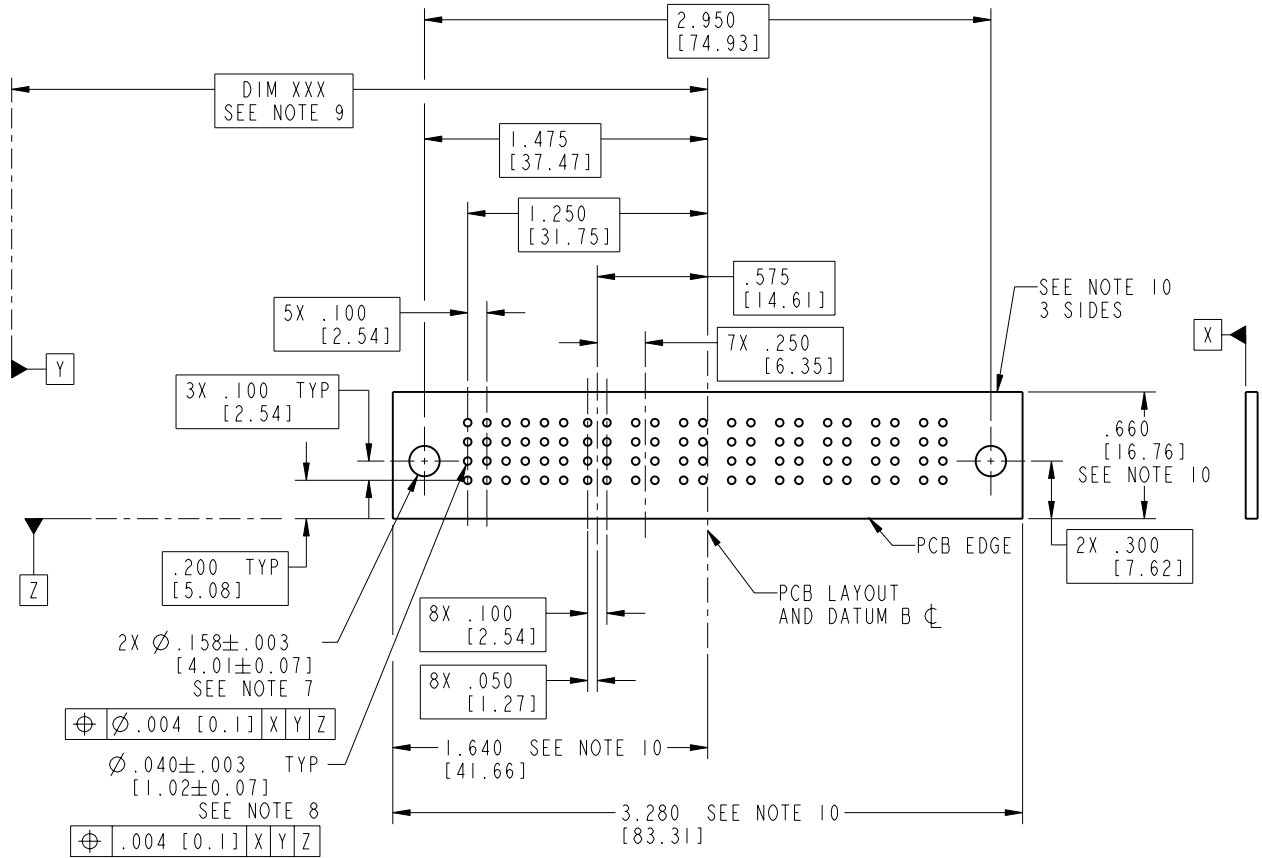 2.950
[74.93]
DIM XXX
SEE NOTE 9
1.475
[37.47]
1.250
[31.75]
.575
[14.61]
SEE NOTE 10
3 SIDES
5X .100
[2.54]
7X .250
[6.35]
X
Y
3X .100 TYP
[2.54]
.660
[16.76]
SEE NOTE 10
PCB EDGE
2X .300
[7.62]
.200 TYP
[5.08]
Z
PCB LAYOUT
AND DATUM B ℄
8X .100
[2.54]
2X ⌀.158±.003
[4.01±0.07]
SEE NOTE 7
8X .050
[1.27]
⌖ ⌀.004 [0.1] X Y Z
1.640 SEE NOTE 10
[41.66]
⌀.040±.003 TYP
[1.02±0.07]
SEE NOTE 8
3.280 SEE NOTE 10
[83.31]
⌖ .004 [0.1] X Y Z